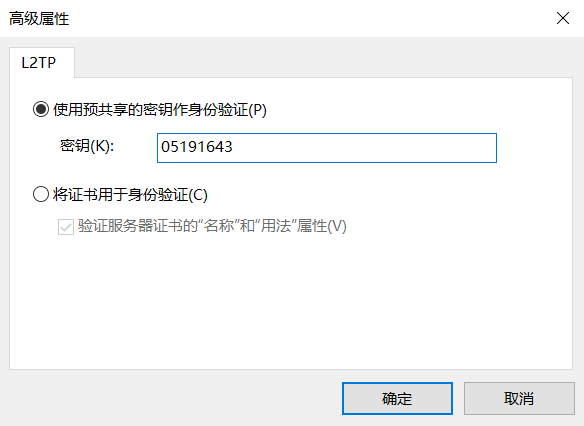 高级属性
L2TP
使用预共享的密钥作身份验证(P)
密钥(K):
05191643
将证书用于身份验证(C)
验证服务器证书的“名称”和“用法”属性(V)
确定
取消